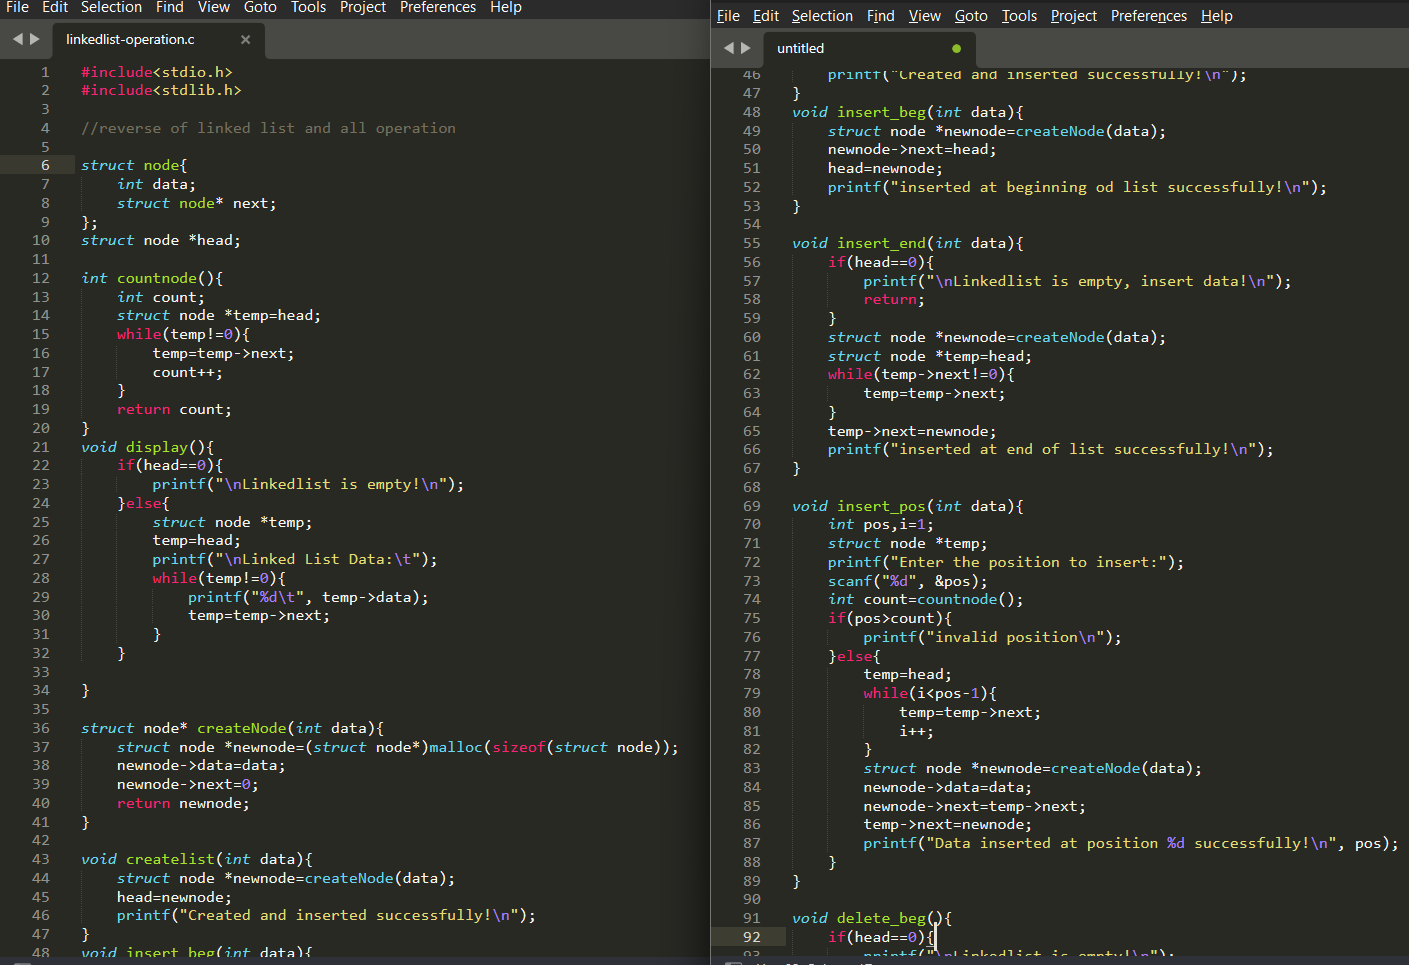 File Edit Selection Find View Goto Tools Project Preferences Help
linkedlist-operation.c ×
1 #include<stdio.h>
2 #include<stdlib.h>
3
4 //reverse of linked list and all operation
5
6 struct node{
7 int data;
8 struct node* next;
9 };
10 struct node *head;
11
12 int countnode(){
13 int count;
14 struct node *temp=head;
15 while(temp!=0){
16 temp=temp->next;
17 count++;
18 }
19 return count;
20 }
21 void display(){
22 if(head==0){
23 printf("\nLinkedlist is empty!\n");
24 }else{
25 struct node *temp;
26 temp=head;
27 printf("\nLinked List Data:\t");
28 while(temp!=0){
29 printf("%d\t", temp->data);
30 temp=temp->next;
31 }
32 }
33
34 }
35
36 struct node* createNode(int data){
37 struct node *newnode=(struct node*)malloc(sizeof(struct node));
38 newnode->data=data;
39 newnode->next=0;
40 return newnode;
41 }
42
43 void createlist(int data){
44 struct node *newnode=createNode(data);
45 head=newnode;
46 printf("Created and inserted successfully!\n");
47 }
48 void insert_beg(int data){
File Edit Selection Find View Goto Tools Project Preferences Help
untitled
46 printf("Created and inserted successfully!\n");
47 }
48 void insert_beg(int data){
49 struct node *newnode=createNode(data);
50 newnode->next=head;
51 head=newnode;
52 printf("inserted at beginning od list successfully!\n");
53 }
54
55 void insert_end(int data){
56 if(head==0){
57 printf("\nLinkedlist is empty, insert data!\n");
58 return;
59 }
60 struct node *newnode=createNode(data);
61 struct node *temp=head;
62 while(temp->next!=0){
63 temp=temp->next;
64 }
65 temp->next=newnode;
66 printf("inserted at end of list successfully!\n");
67 }
68
69 void insert_pos(int data){
70 int pos,i=1;
71 struct node *temp;
72 printf("Enter the position to insert:");
73 scanf("%d", &pos);
74 int count=countnode();
75 if(pos>count){
76 printf("invalid position\n");
77 }else{
78 temp=head;
79 while(i<pos-1){
80 temp=temp->next;
81 i++;
82 }
83 struct node *newnode=createNode(data);
84 newnode->data=data;
85 newnode->next=temp->next;
86 temp->next=newnode;
87 printf("Data inserted at position %d successfully!\n", pos);
88 }
89 }
90
91 void delete_beg(){
92 if(head==0){
93 printf("\nLinkedlist is empty!\n");